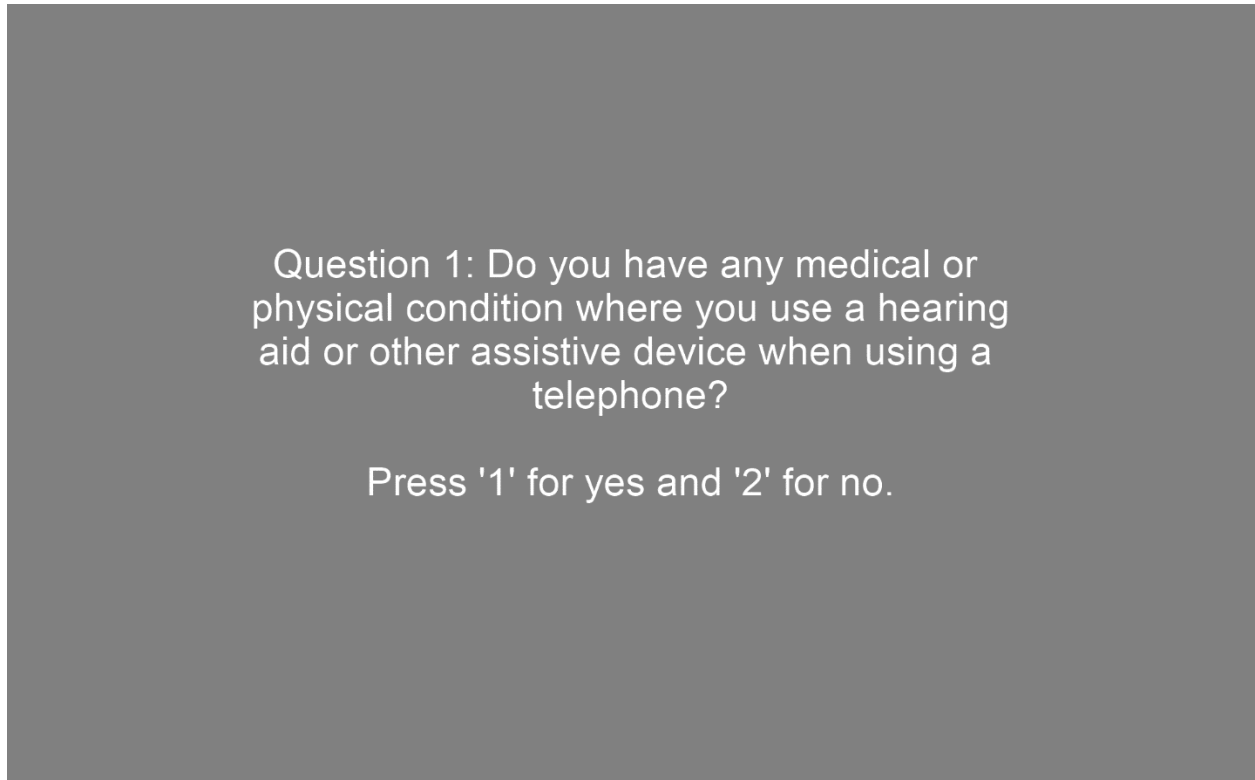 Question 1: Do you have any medical or
physical condition where you use a hearing
aid or other assistive device when using a
telephone?
Press '1' for yes and '2' for no.